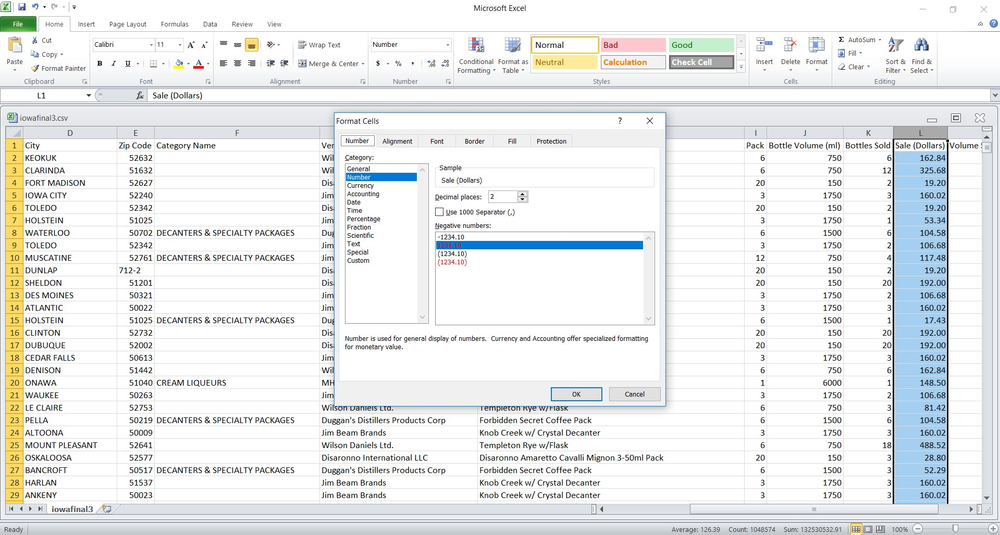 Microsoft Excel
File Home Insert Page Layout Formulas Data Review View
Paste
Cut
Copy
Format Painter
Clipboard
Calibri 11
B I U
Font
Wrap Text
Merge & Center
Alignment
Number
$ % ,
Number
Conditional Formatting
Format as Table
Normal Bad Good
Neutral Calculation Check Cell
Styles
Insert Delete Format
Cells
Σ AutoSum
Fill
Clear
Sort & Filter
Find & Select
Editing
L1 fx Sale (Dollars)
iowafinal3.csv
D E F I J K L
1 City Zip Code Category Name Ver Pack Bottle Volume (ml) Bottles Sold Sale (Dollars) Volume
2 KEOKUK 52632 Wil 6 750 6 162.84
3 CLARINDA 51632 Wil 6 750 12 325.68
4 FORT MADISON 52627 Disa 20 150 2 19.20
5 IOWA CITY 52240 Jim 3 1750 3 160.02
6 TOLEDO 52342 Disa 20 150 2 19.20
7 HOLSTEIN 51025 Jim 3 1750 1 53.34
8 WATERLOO 50702 DECANTERS & SPECIALTY PACKAGES Dug 6 1500 6 104.58
9 TOLEDO 52342 Jim 3 1750 2 106.68
10 MUSCATINE 52761 DECANTERS & SPECIALTY PACKAGES Jim 12 750 4 117.48
11 DUNLAP 712-2 Disa 20 150 2 19.20
12 SHELDON 51201 Disa 20 150 20 192.00
13 DES MOINES 50321 Jim 3 1750 2 106.68
14 ATLANTIC 50022 Jim 3 1750 3 160.02
15 HOLSTEIN 51025 DECANTERS & SPECIALTY PACKAGES Dug 6 1500 1 17.43
16 CLINTON 52732 Disa 20 150 20 192.00
17 DUBUQUE 52002 Disa 20 150 20 192.00
18 CEDAR FALLS 50613 Jim 3 1750 3 160.02
19 DENISON 51442 Wil 6 750 6 162.84
20 ONAWA 51040 CREAM LIQUEURS MH 1 6000 1 148.50
21 WAUKEE 50263 Jim 3 1750 2 106.68
22 LE CLAIRE 52753 Wilson Daniels Ltd. Templeton Rye w/Flask 6 750 3 81.42
23 PELLA 50219 DECANTERS & SPECIALTY PACKAGES Duggan's Distillers Products Corp Forbidden Secret Coffee Pack 6 1500 6 104.58
24 ALTOONA 50009 Jim Beam Brands Knob Creek w/ Crystal Decanter 3 1750 3 160.02
25 MOUNT PLEASANT 52641 Wilson Daniels Ltd. Templeton Rye w/Flask 6 750 18 488.52
26 OSKALOOSA 52577 Disaronno International LLC Disaronno Amaretto Cavalli Mignon 3-50ml Pack 20 150 3 28.80
27 BANCROFT 50517 DECANTERS & SPECIALTY PACKAGES Duggan's Distillers Products Corp Forbidden Secret Coffee Pack 6 1500 3 52.29
28 HARLAN 51537 Jim Beam Brands Knob Creek w/ Crystal Decanter 3 1750 3 160.02
29 ANKENY 50023 Jim Beam Brands Knob Creek w/ Crystal Decanter 3 1750 3 160.02
Format Cells ?
Number Alignment Font Border Fill Protection
Category:
General
Number
Currency
Accounting
Date
Time
Percentage
Fraction
Scientific
Text
Special
Custom
Sample
Sale (Dollars)
Decimal places: 2
Use 1000 Separator (,)
Negative numbers:
-1234.10
1234.10
(1234.10)
(1234.10)
Number is used for general display of numbers. Currency and Accounting offer specialized formatting
for monetary value.
OK Cancel
iowafinal3
Ready Average: 126.39 Count: 1048574 Sum: 132530532.91 100%